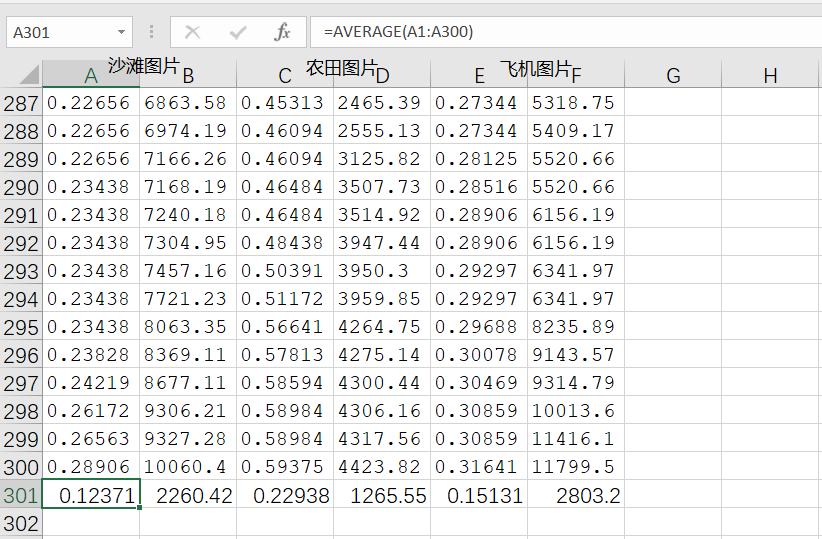 A301 fx =AVERAGE(A1:A300)
沙滩图片 农田图片 飞机图片
A B C D E F G H
287 0.22656 6863.58 0.45313 2465.39 0.27344 5318.75
288 0.22656 6974.19 0.46094 2555.13 0.27344 5409.17
289 0.22656 7166.26 0.46094 3125.82 0.28125 5520.66
290 0.23438 7168.19 0.46484 3507.73 0.28516 5520.66
291 0.23438 7240.18 0.46484 3514.92 0.28906 6156.19
292 0.23438 7304.95 0.48438 3947.44 0.28906 6156.19
293 0.23438 7457.16 0.50391 3950.3 0.29297 6341.97
294 0.23438 7721.23 0.51172 3959.85 0.29297 6341.97
295 0.23438 8063.35 0.56641 4264.75 0.29688 8235.89
296 0.23828 8369.11 0.57813 4275.14 0.30078 9143.57
297 0.24219 8677.11 0.58594 4300.44 0.30469 9314.79
298 0.26172 9306.21 0.58984 4306.16 0.30859 10013.6
299 0.26563 9327.28 0.58984 4317.56 0.30859 11416.1
300 0.28906 10060.4 0.59375 4423.82 0.31641 11799.5
301 0.12371 2260.42 0.22938 1265.55 0.15131 2803.2
302